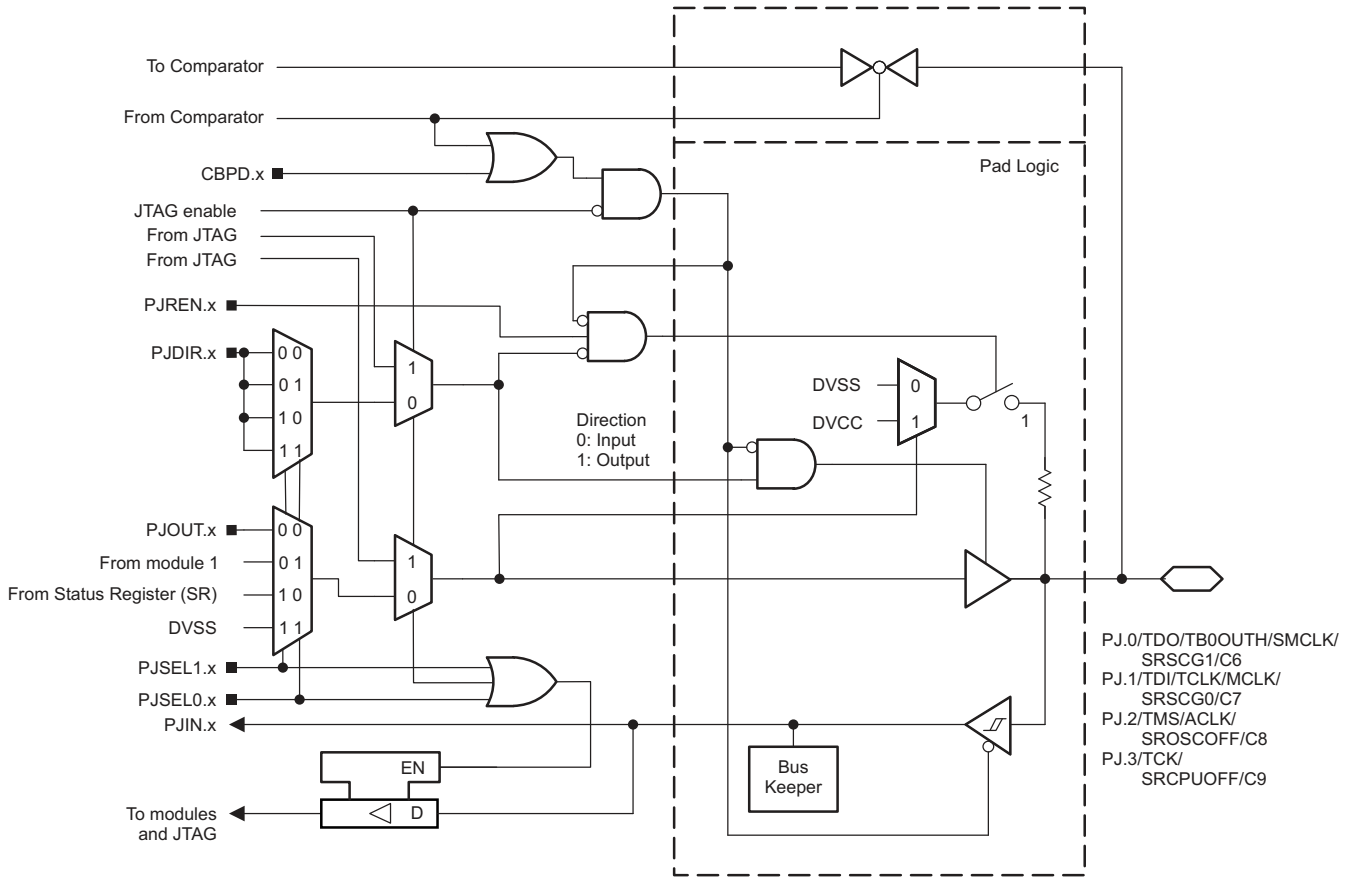 To Comparator
From Comparator
Pad Logic
CBPD.x
JTAG enable
From JTAG
From JTAG
PJREN.x
PJDIR.x
0 0
0 1
1 0
1 1
1
0
DVSS
DVCC
0
1
1
Direction
0: Input
1: Output
PJOUT.x
From module 1
From Status Register (SR)
DVSS
0 0
0 1
1 0
1 1
1
0
PJSEL1.x
PJSEL0.x
PJIN.x
EN
D
To modules
and JTAG
Bus
Keeper
PJ.0/TDO/TB0OUTH/SMCLK/
SRSCG1/C6
PJ.1/TDI/TCLK/MCLK/
SRSCG0/C7
PJ.2/TMS/ACLK/
SROSCOFF/C8
PJ.3/TCK/
SRCPUOFF/C9